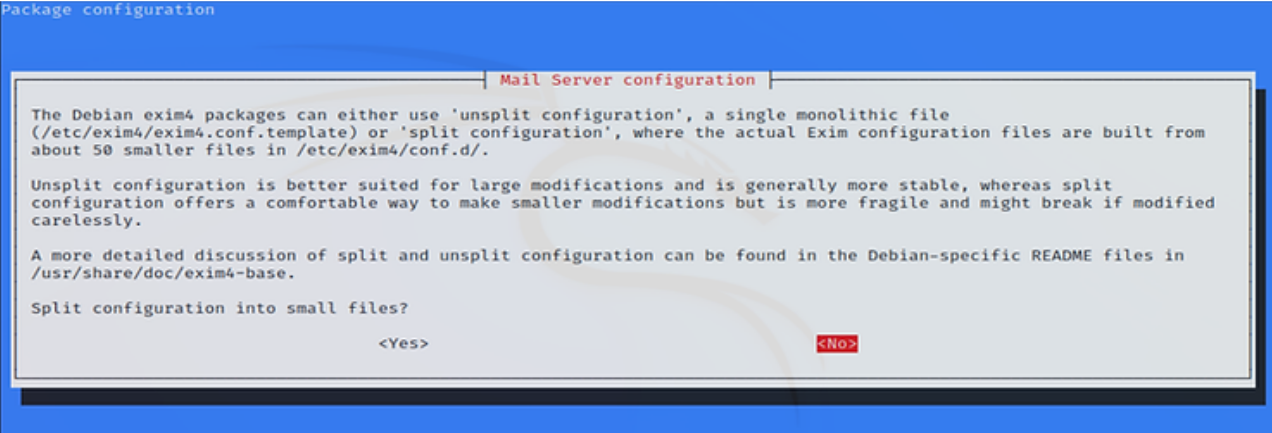 Package configuration
Mail Server configuration
The Debian exim4 packages can either use 'unsplit configuration', a single monolithic file
(/etc/exim4/exim4.conf.template) or 'split configuration', where the actual Exim configuration files are built from
about 50 smaller files in /etc/exim4/conf.d/.
Unsplit configuration is better suited for large modifications and is generally more stable, whereas split
configuration offers a comfortable way to make smaller modifications but is more fragile and might break if modified
carelessly.
A more detailed discussion of split and unsplit configuration can be found in the Debian-specific README files in
/usr/share/doc/exim4-base.
Split configuration into small files?
<Yes> <No>